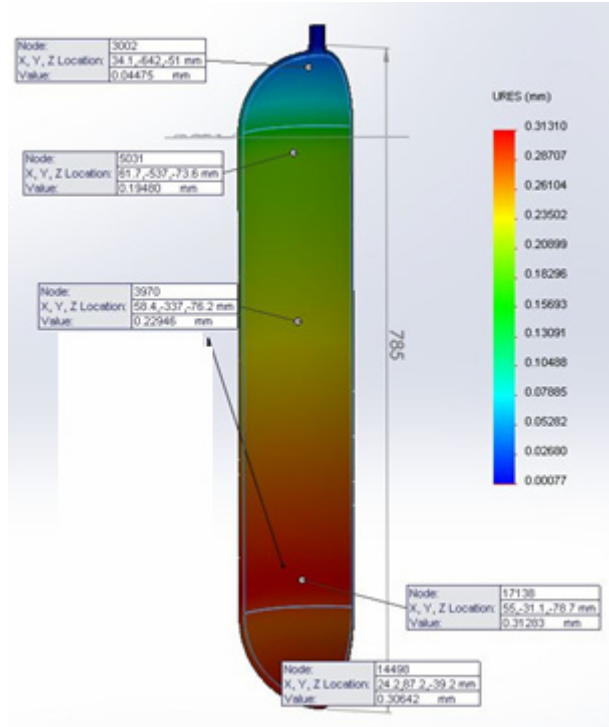 Node: 3002
X, Y, Z Location: 34.1,-642,-51 mm
Value: 0.04475 mm
URES (mm)
0.31310
0.28707
0.26104
0.23502
0.20899
0.18296
0.15693
0.13091
0.10488
0.07885
0.05282
0.02680
0.00077
Node: 5031
X, Y, Z Location: 61.7,-537,-73.6 mm
Value: 0.19480 mm
Node: 3970
X, Y, Z Location: 58.4,-337,-76.2 mm
Value: 0.22946 mm
785
Node: 17138
X, Y, Z Location: 55,-31.1,-78.7 mm
Value: 0.31283 mm
Node: 14498
X, Y, Z Location: 24.2,87.2,-39.2 mm
Value: 0.30642 mm